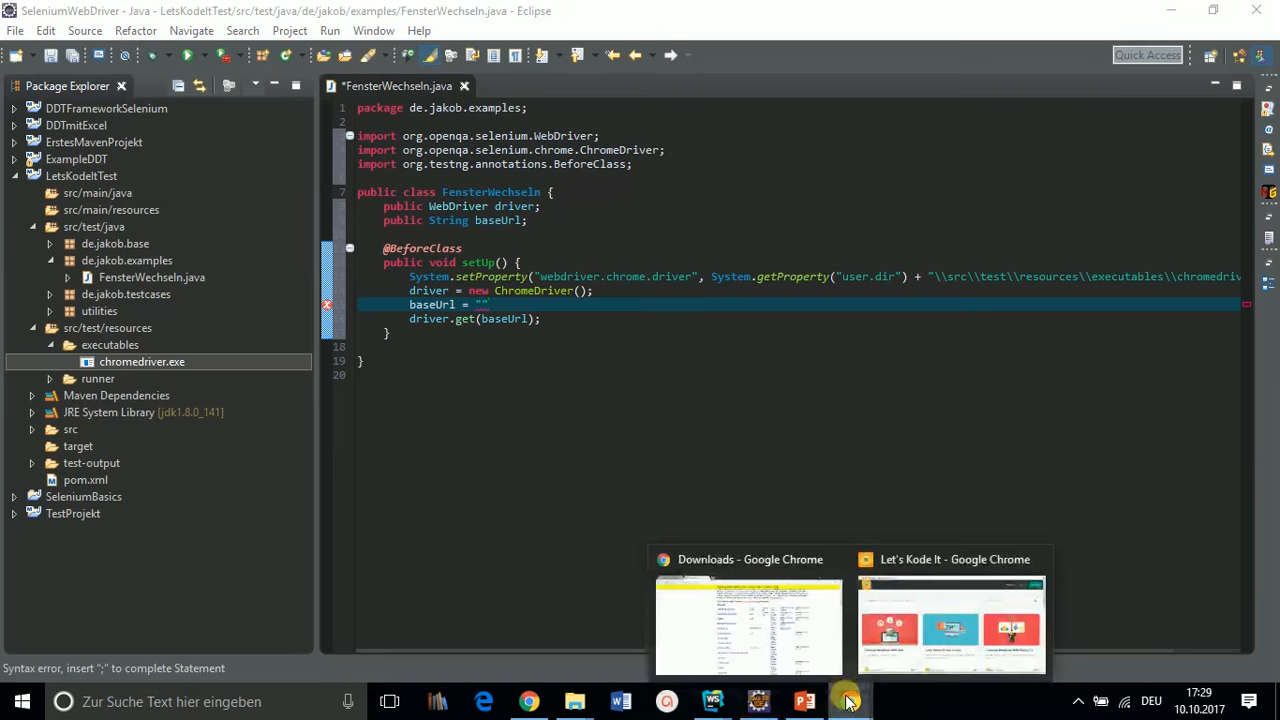 SeleniumWebDriver - Java - LetsKodeItTest/src/test/java/de/jakob/examples/FensterWechseln.java - Eclipse
File Edit Source Refactor Navigate Search Project Run Window Help
Quick Access
Package Explorer
*FensterWechseln.java
DDTFrameworkSelenium
DDTmitExcel
ErstesMavenProjekt
ExampleDDT
LetsKodeItTest
src/main/java
src/main/resources
src/test/java
de.jakob.base
de.jakob.examples
FensterWechseln.java
de.jakob.testcases
utilities
src/test/resources
executables
chromedriver.exe
runner
Maven Dependencies
JRE System Library [jdk1.8.0_141]
src
target
test-output
pom.xml
SeleniumBasics
TestProjekt
1 package de.jakob.examples;
2
import org.openqa.selenium.WebDriver;
import org.openqa.selenium.chrome.ChromeDriver;
import org.testng.annotations.BeforeClass;
7 public class FensterWechseln {
public WebDriver driver;
public String baseUrl;
@BeforeClass
public void setUp() {
System.setProperty("webdriver.chrome.driver", System.getProperty("user.dir") + "\\src\\test\\resources\\executables\\chromedriv
driver = new ChromeDriver();
baseUrl = ""
driver.get(baseUrl);
}
18
19 }
20
Downloads - Google Chrome
Let's Kode It - Google Chrome
Syntax error, insert ";" to complete Statement
Zur Suche Text hier eingeben
DEU
17:29
10.10.2017